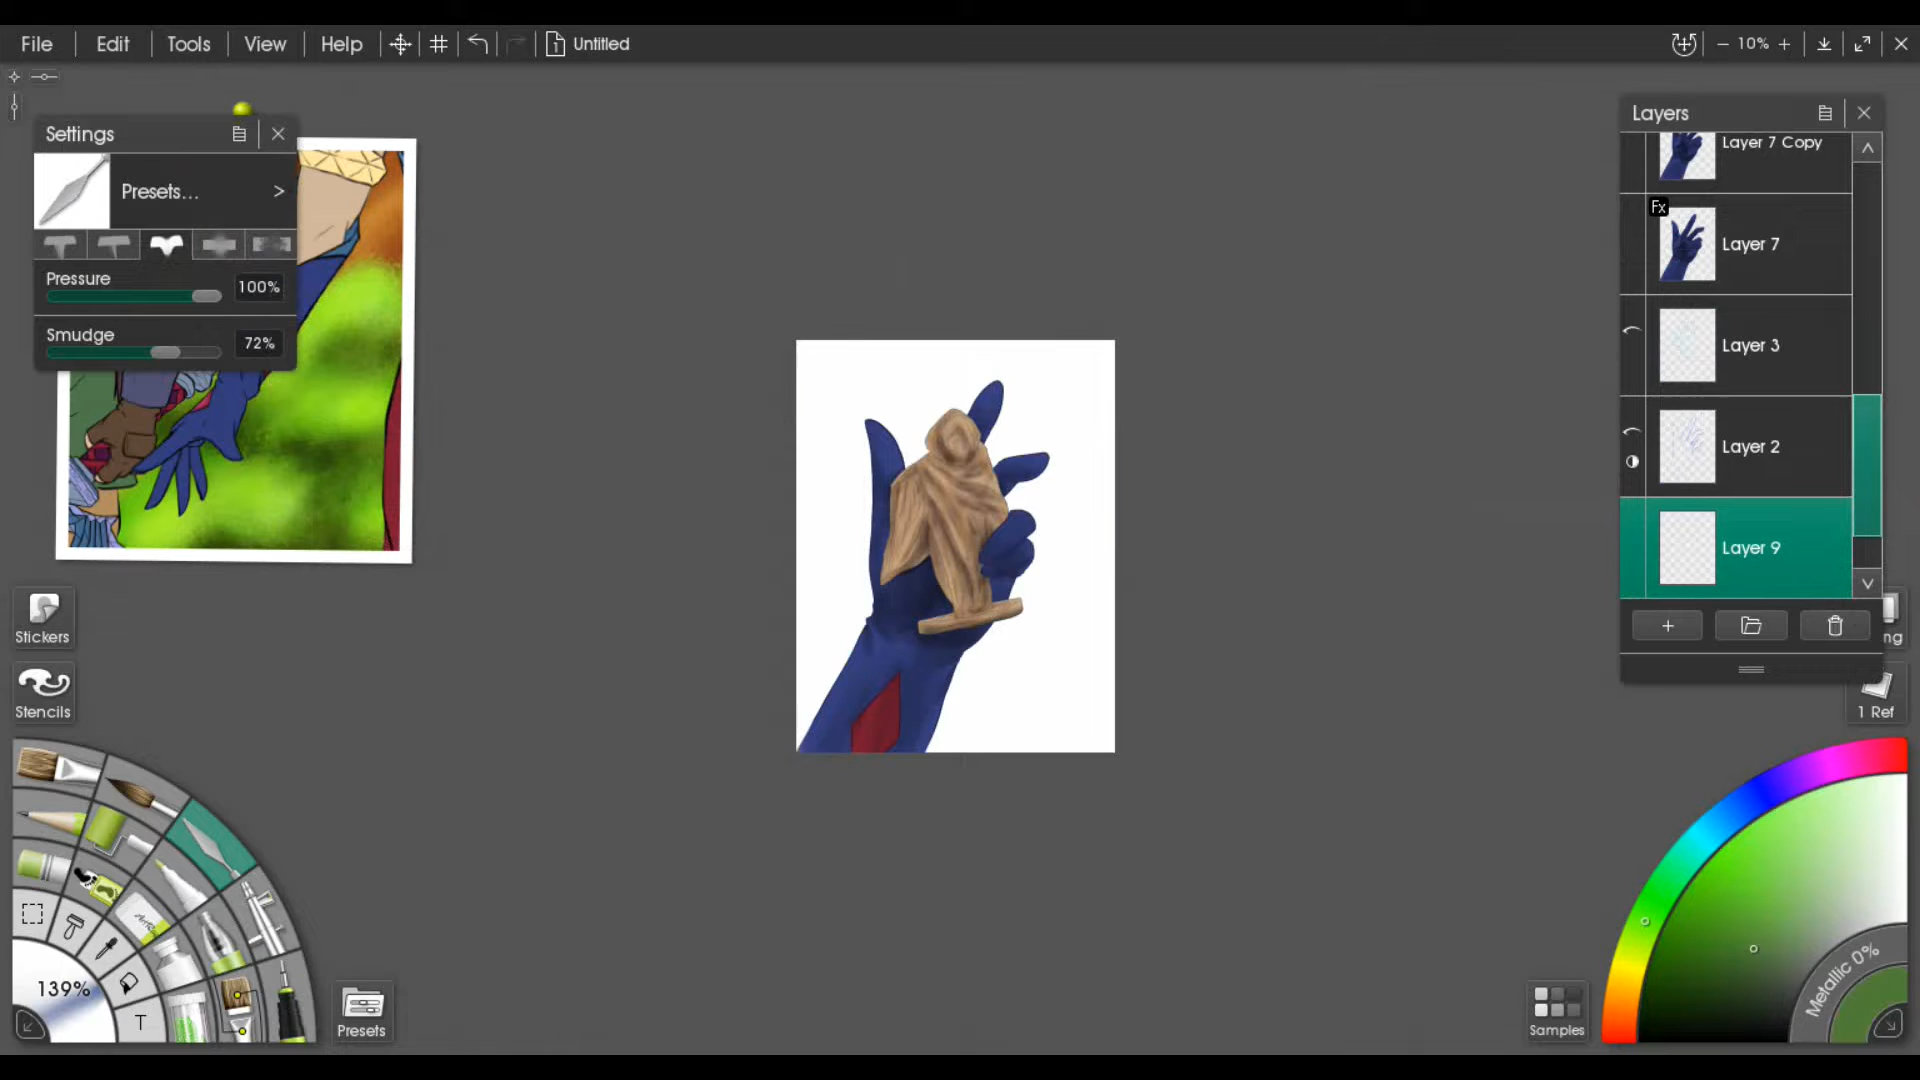 File Edit Tools View Help 1 Untitled 10%
Settings
Presets...
Pressure
100%
Smudge
72%
Stickers
Stencils
139%
T
Presets
Layers
Layer 7 Copy
Fx
Layer 7
Layer 3
Layer 2
Layer 9
ng
1 Ref
Metallic 0%
Samples